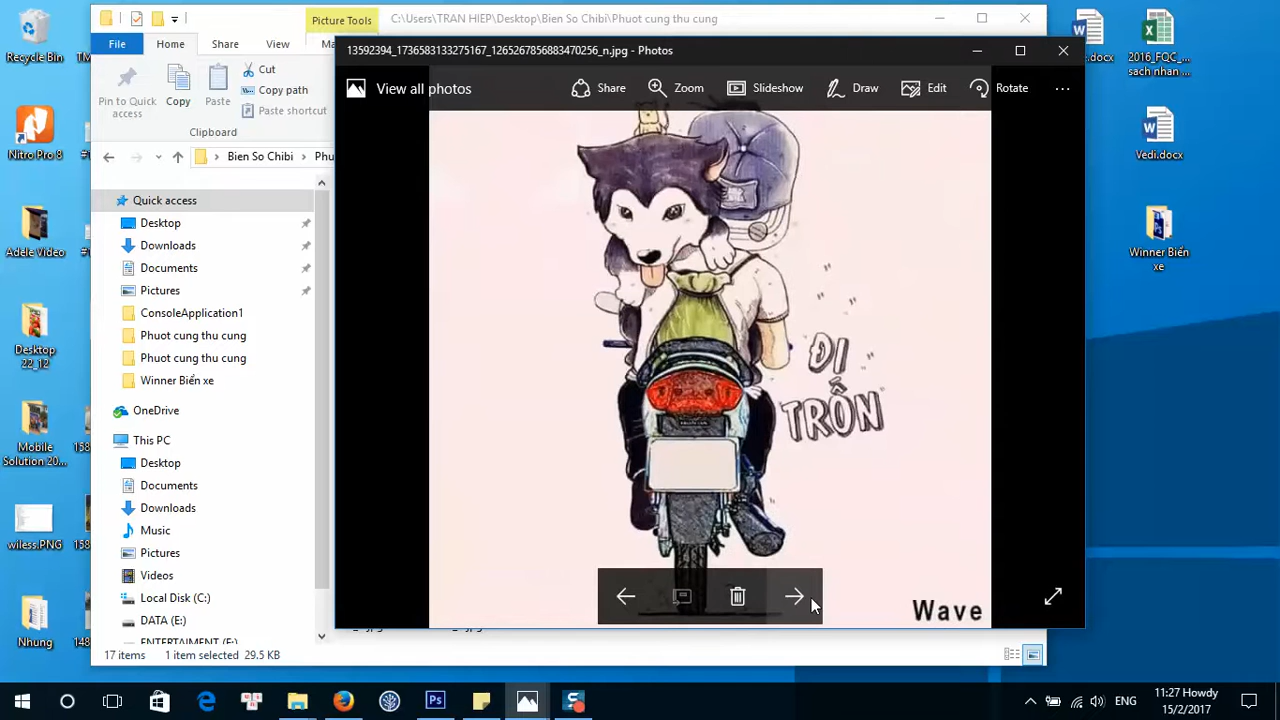 Picture Tools
C:\Users\TRAN HIEP\Desktop\Bien So Chibi\Phuot cung thu cung
File
Home
Share
View
Ma
Pin to Quick access
Copy
Paste
Cut
Copy path
Paste shortcut
Clipboard
Bien So Chibi
Phu
Quick access
Desktop
Downloads
Documents
Pictures
ConsoleApplication1
Phuot cung thu cung
Phuot cung thu cung
Winner Biển xe
OneDrive
This PC
Desktop
Documents
Downloads
Music
Pictures
Videos
Local Disk (C:)
DATA (E:)
ENTERTAIMENT (F:)
17 items
1 item selected
29.5 KB
13592394_1736583133275167_1265267856883470256_n.jpg - Photos
View all photos
Share
Zoom
Slideshow
Draw
Edit
Rotate
ĐI
TRỐN
Wave
Recycle Bin
Nitro Pro 8
Adele Video
Desktop
22_12
Mobile
Solution 20...
wiless.PNG
Nhung
.docx
2016_FQC_...
sach nhan ...
Vedi.docx
Winner Biển
xe
ENG
11:27 Howdy
15/2/2017